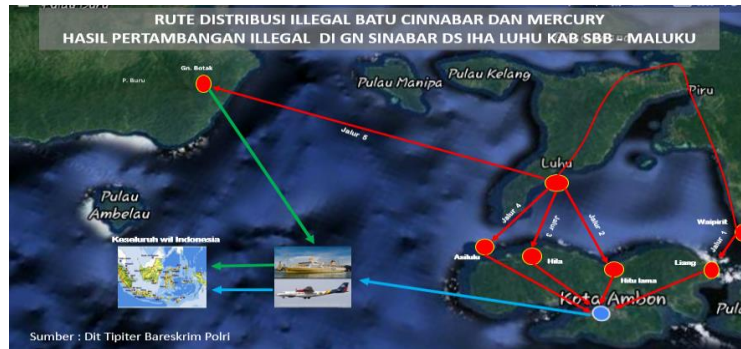 RUTE DISTRIBUSI ILLEGAL BATU CINNABAR DAN MERCURY
HASIL PERTAMBANGAN ILLEGAL DI GN SINABAR DS IHA LUHU KAB SBB - MALUKU
Gn. Botak
P. Buru
Pulau Manipa
Pulau Kelang
Piru
Jalur 5
Luhu
Pulau
Ambelau
Jalur 4
Jalur 3
Jalur 2
Jalur 1
Waipirit
Keseluruh wil Indonesia
Asilulu
Hila
Hitu lama
Liang
Kota Ambon
Sumber : Dit Tipiter Bareskrim Polri